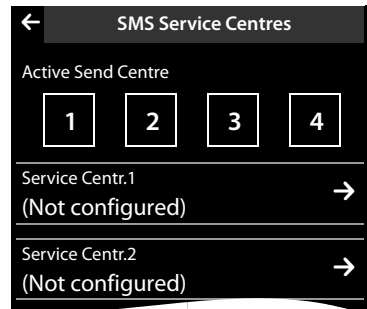 SMS Service Centres
Active Send Centre
1 2 3 4
Service Centr.1
(Not configured)
Service Centr.2
(Not configured)